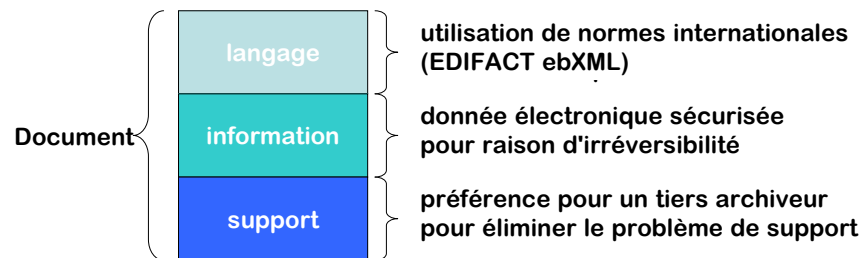 Document
langage
utilisation de normes internationales
(EDIFACT ebXML)
information
donnée électronique sécurisée
pour raison d'irréversibilité
support
préférence pour un tiers archiveur
pour éliminer le problème de support